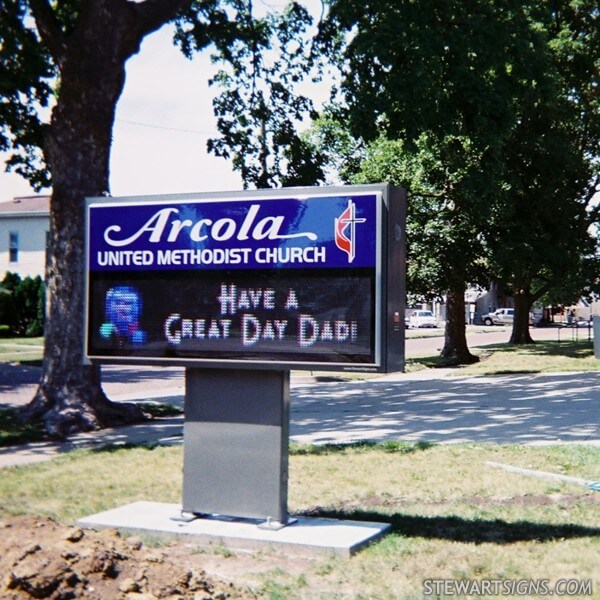 Arcola
UNITED METHODIST CHURCH
HAVE A
GREAT DAY DAD!
STEWARTSIGNS.COM